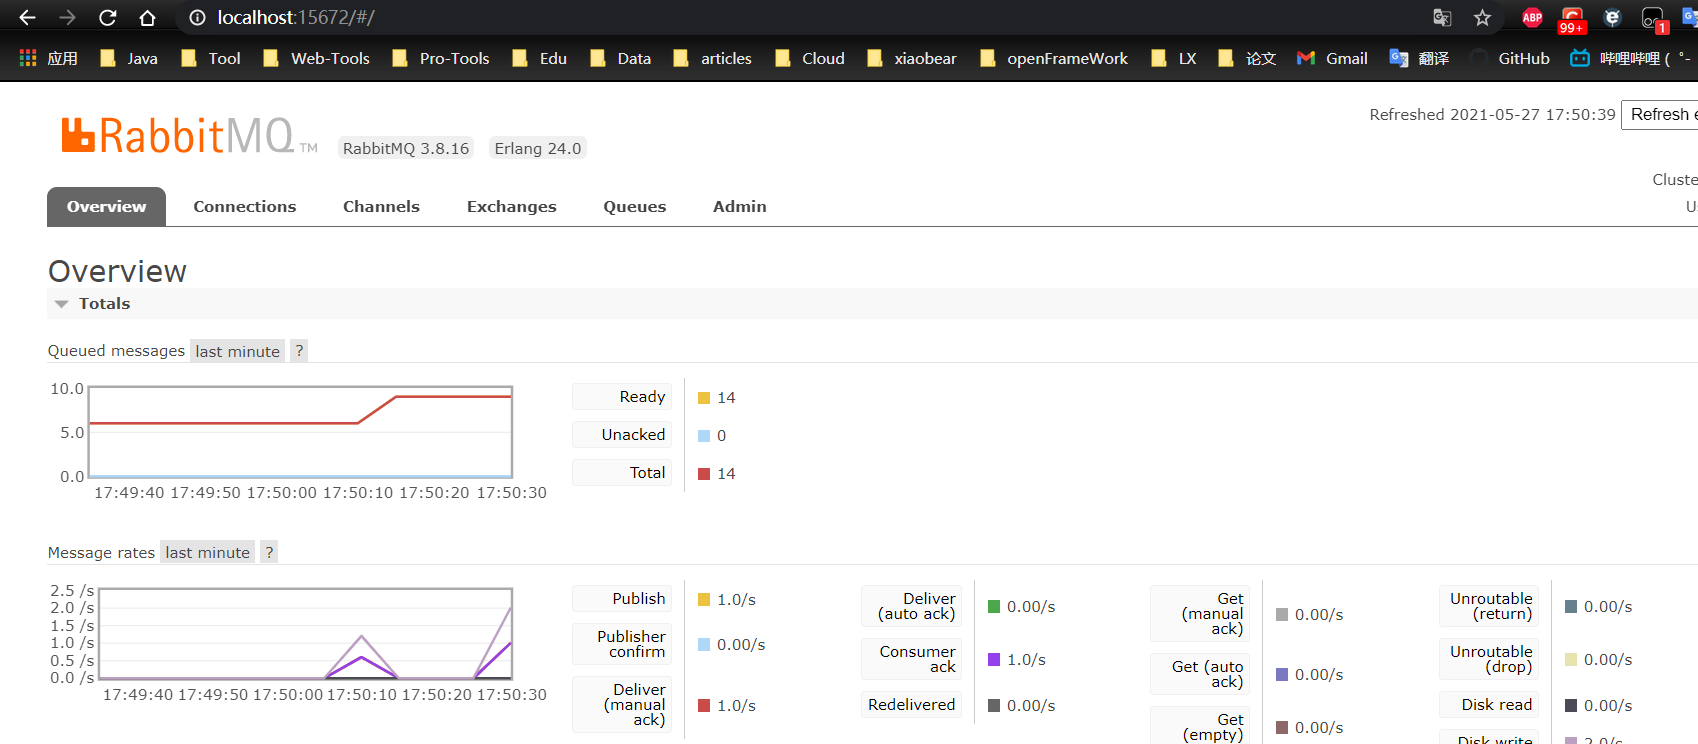 localhost:15672/#/
ABP
99+
1
应用 Java Tool Web-Tools Pro-Tools Edu Data articles Cloud xiaobear openFrameWork LX 论文 Gmail 翻译 GitHub 哔哩哔哩 ( ゜-
Refreshed 2021-05-27 17:50:39 Refresh e
RabbitMQ TM RabbitMQ 3.8.16 Erlang 24.0
Cluste
Overview Connections Channels Exchanges Queues Admin
Overview
Totals
Queued messages last minute ?
10.0
5.0
0.0
17:49:40 17:49:50 17:50:00 17:50:10 17:50:20 17:50:30
Ready 14
Unacked 0
Total 14
Message rates last minute ?
2.5 /s
2.0 /s
1.5 /s
1.0 /s
0.5 /s
0.0 /s
17:49:40 17:49:50 17:50:00 17:50:10 17:50:20 17:50:30
Publish 1.0/s
Publisher
confirm 0.00/s
Deliver
(manual
ack) 1.0/s
Deliver
(auto ack) 0.00/s
Consumer
ack 1.0/s
Redelivered 0.00/s
Get
(manual
ack) 0.00/s
Get (auto
ack) 0.00/s
Get
(empty) 0.00/s
Unroutable
(return) 0.00/s
Unroutable
(drop) 0.00/s
Disk read 0.00/s
Disk write 2.0/s